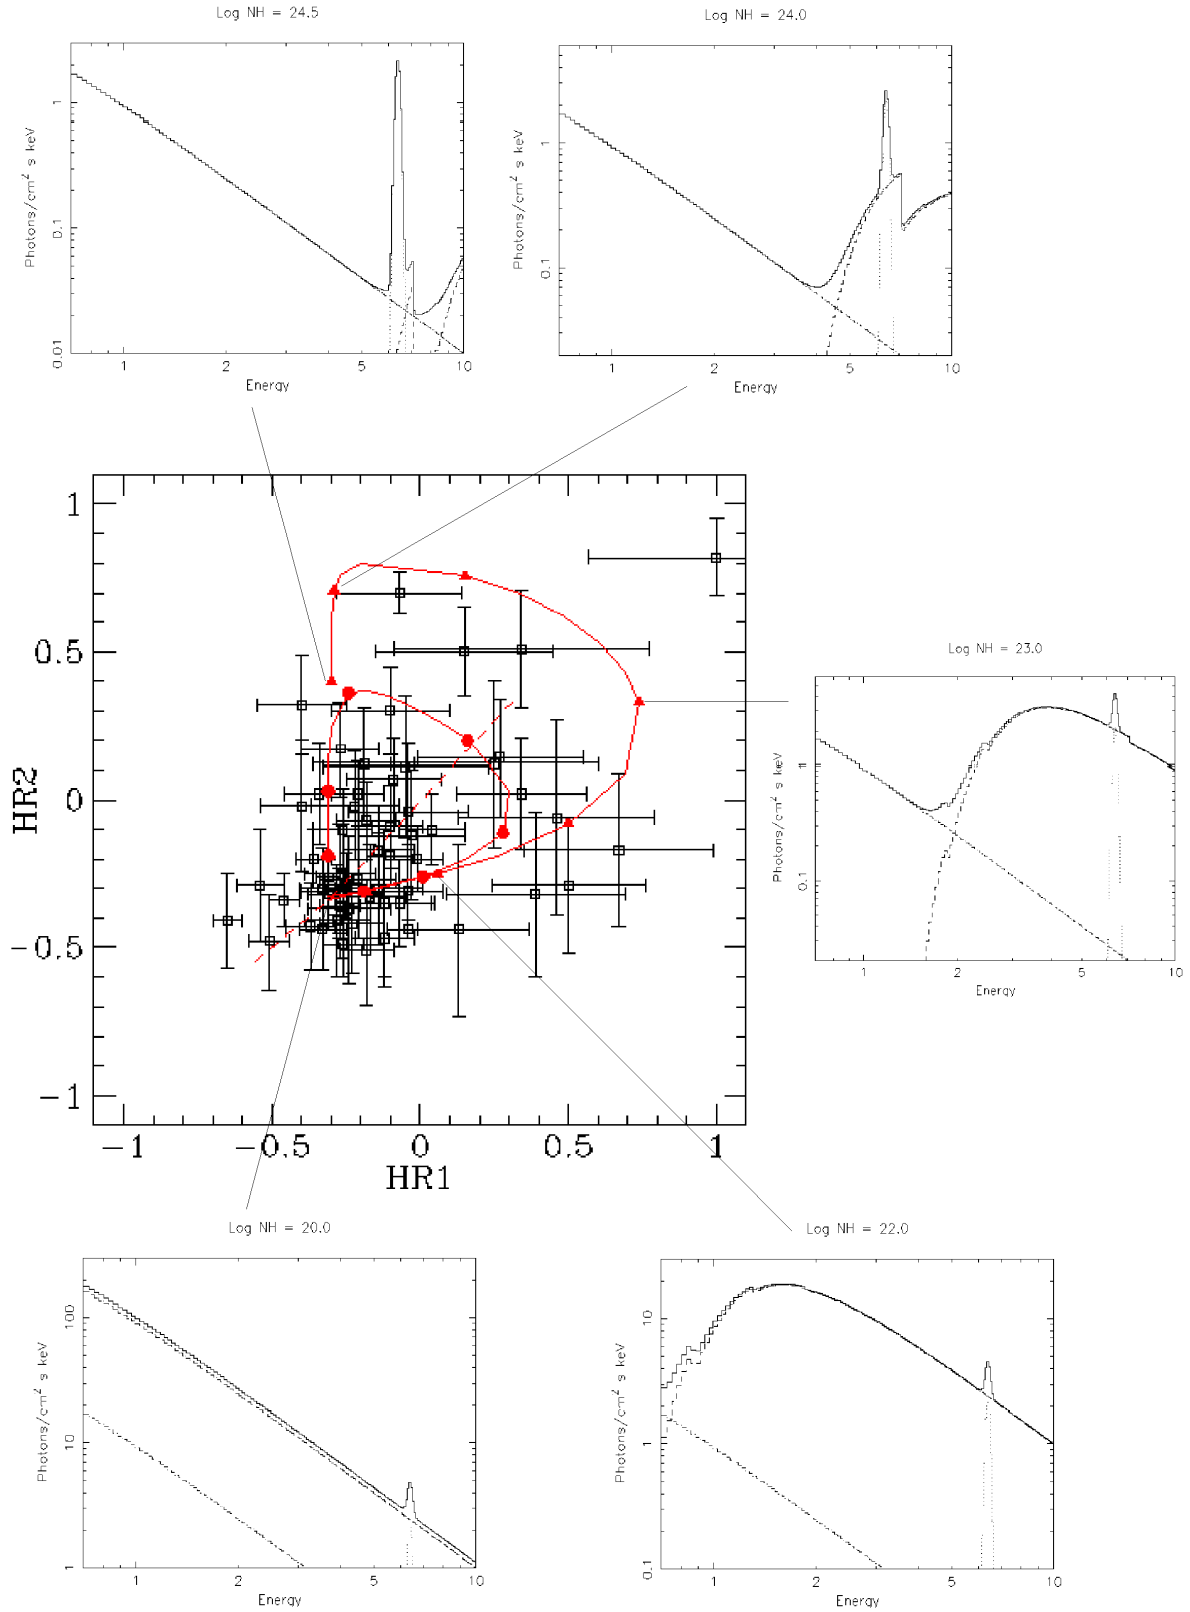 Log NH = 24.5
Photons/cm² s keV
1
0.1
0.01
1
2
5
10
Energy
Log NH = 24.0
Photons/cm² s keV
1
0.1
1
2
5
10
Energy
HR2
1
0.5
0
−0.5
−1
−1
−0.5
0
0.5
1
HR1
Log NH = 23.0
Photons/cm² s keV
1
0.1
1
2
5
10
Energy
Log NH = 20.0
Photons/cm² s keV
100
10
1
1
2
5
10
Energy
Log NH = 22.0
Photons/cm² s keV
10
1
0.1
1
2
5
10
Energy